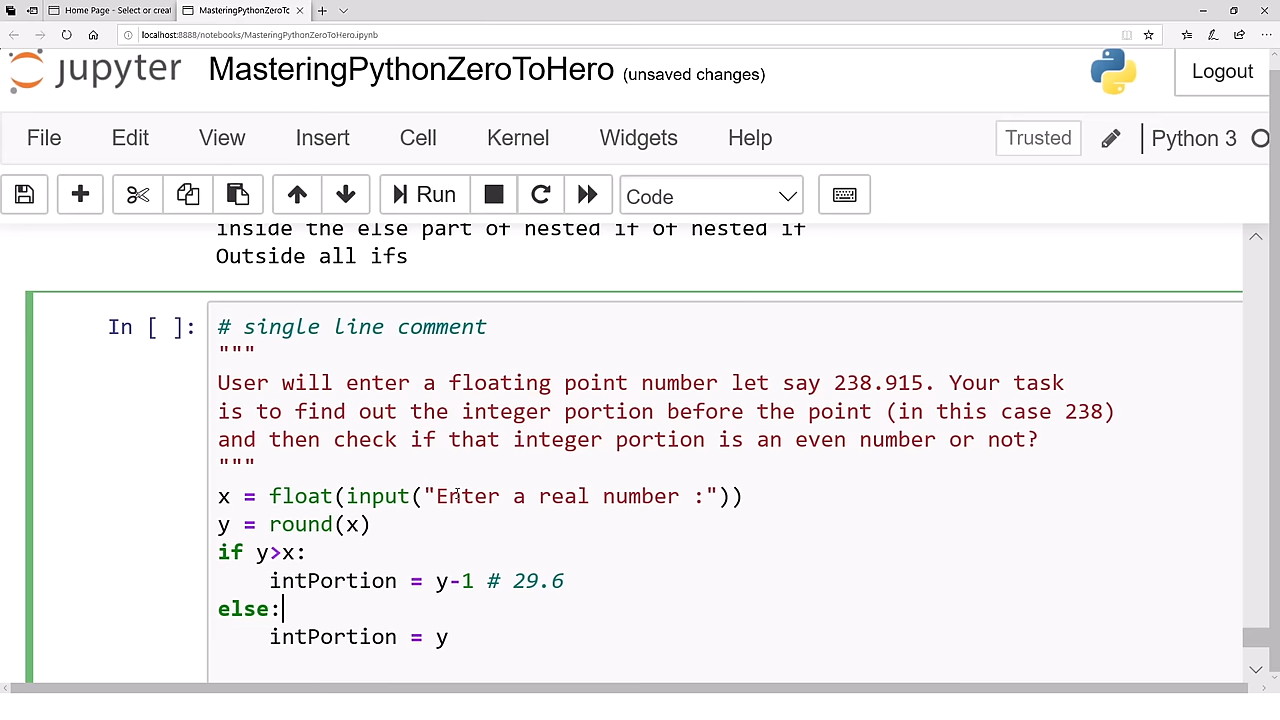 Home Page - Select or creat
MasteringPythonZeroToHero
localhost:8888/notebooks/MasteringPythonZeroToHero.ipynb
jupyter MasteringPythonZeroToHero (unsaved changes)
Logout
File Edit View Insert Cell Kernel Widgets Help
Trusted
Python 3
Run
Code
inside the else part of nested if of nested if
Outside all ifs
In [ ]:
# single line comment
"""
User will enter a floating point number let say 238.915. Your task
is to find out the integer portion before the point (in this case 238)
and then check if that integer portion is an even number or not?
"""
x = float(input("Enter a real number :"))
y = round(x)
if y>x:
    intPortion = y-1 # 29.6
else:
    intPortion = y